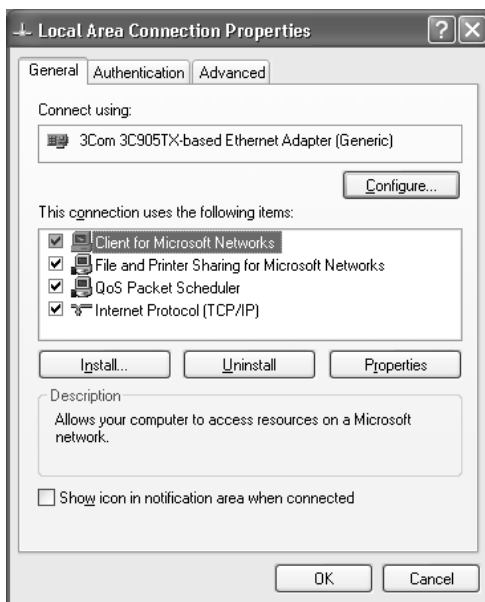 Local Area Connection Properties
General Authentication Advanced
Connect using:
3Com 3C905TX-based Ethernet Adapter (Generic)
Configure...
This connection uses the following items:
Client for Microsoft Networks
File and Printer Sharing for Microsoft Networks
QoS Packet Scheduler
Internet Protocol (TCP/IP)
Install... Uninstall Properties
Description
Allows your computer to access resources on a Microsoft
network.
Show icon in notification area when connected
OK Cancel